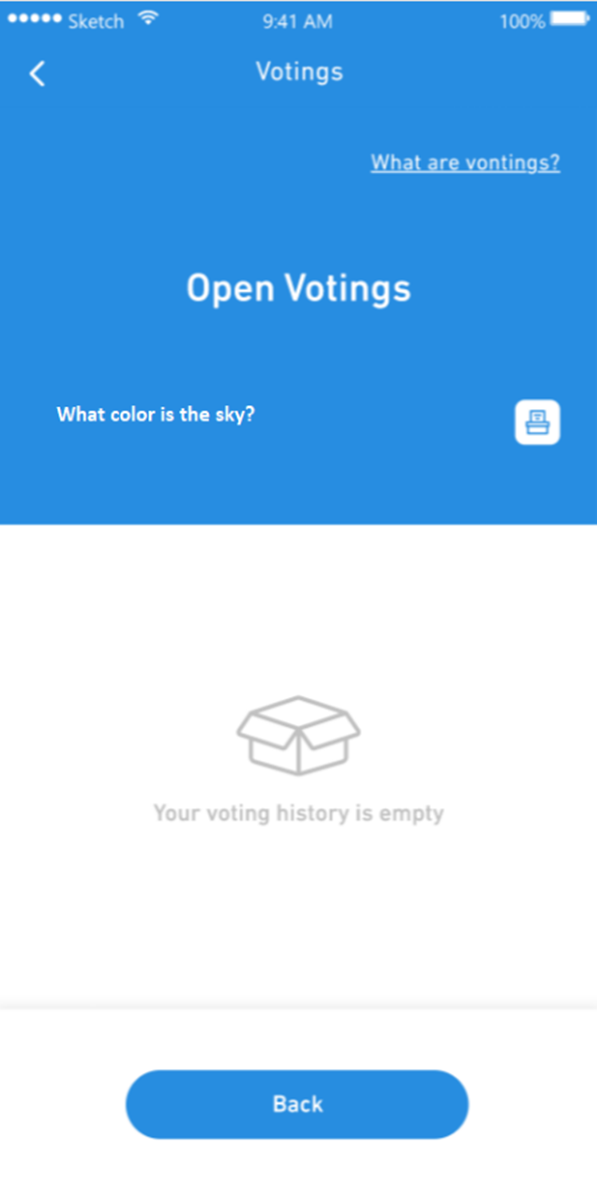 Sketch 9:41 AM 100%
Votings
What are vontings?
Open Votings
What color is the sky?
Your voting history is empty
Back